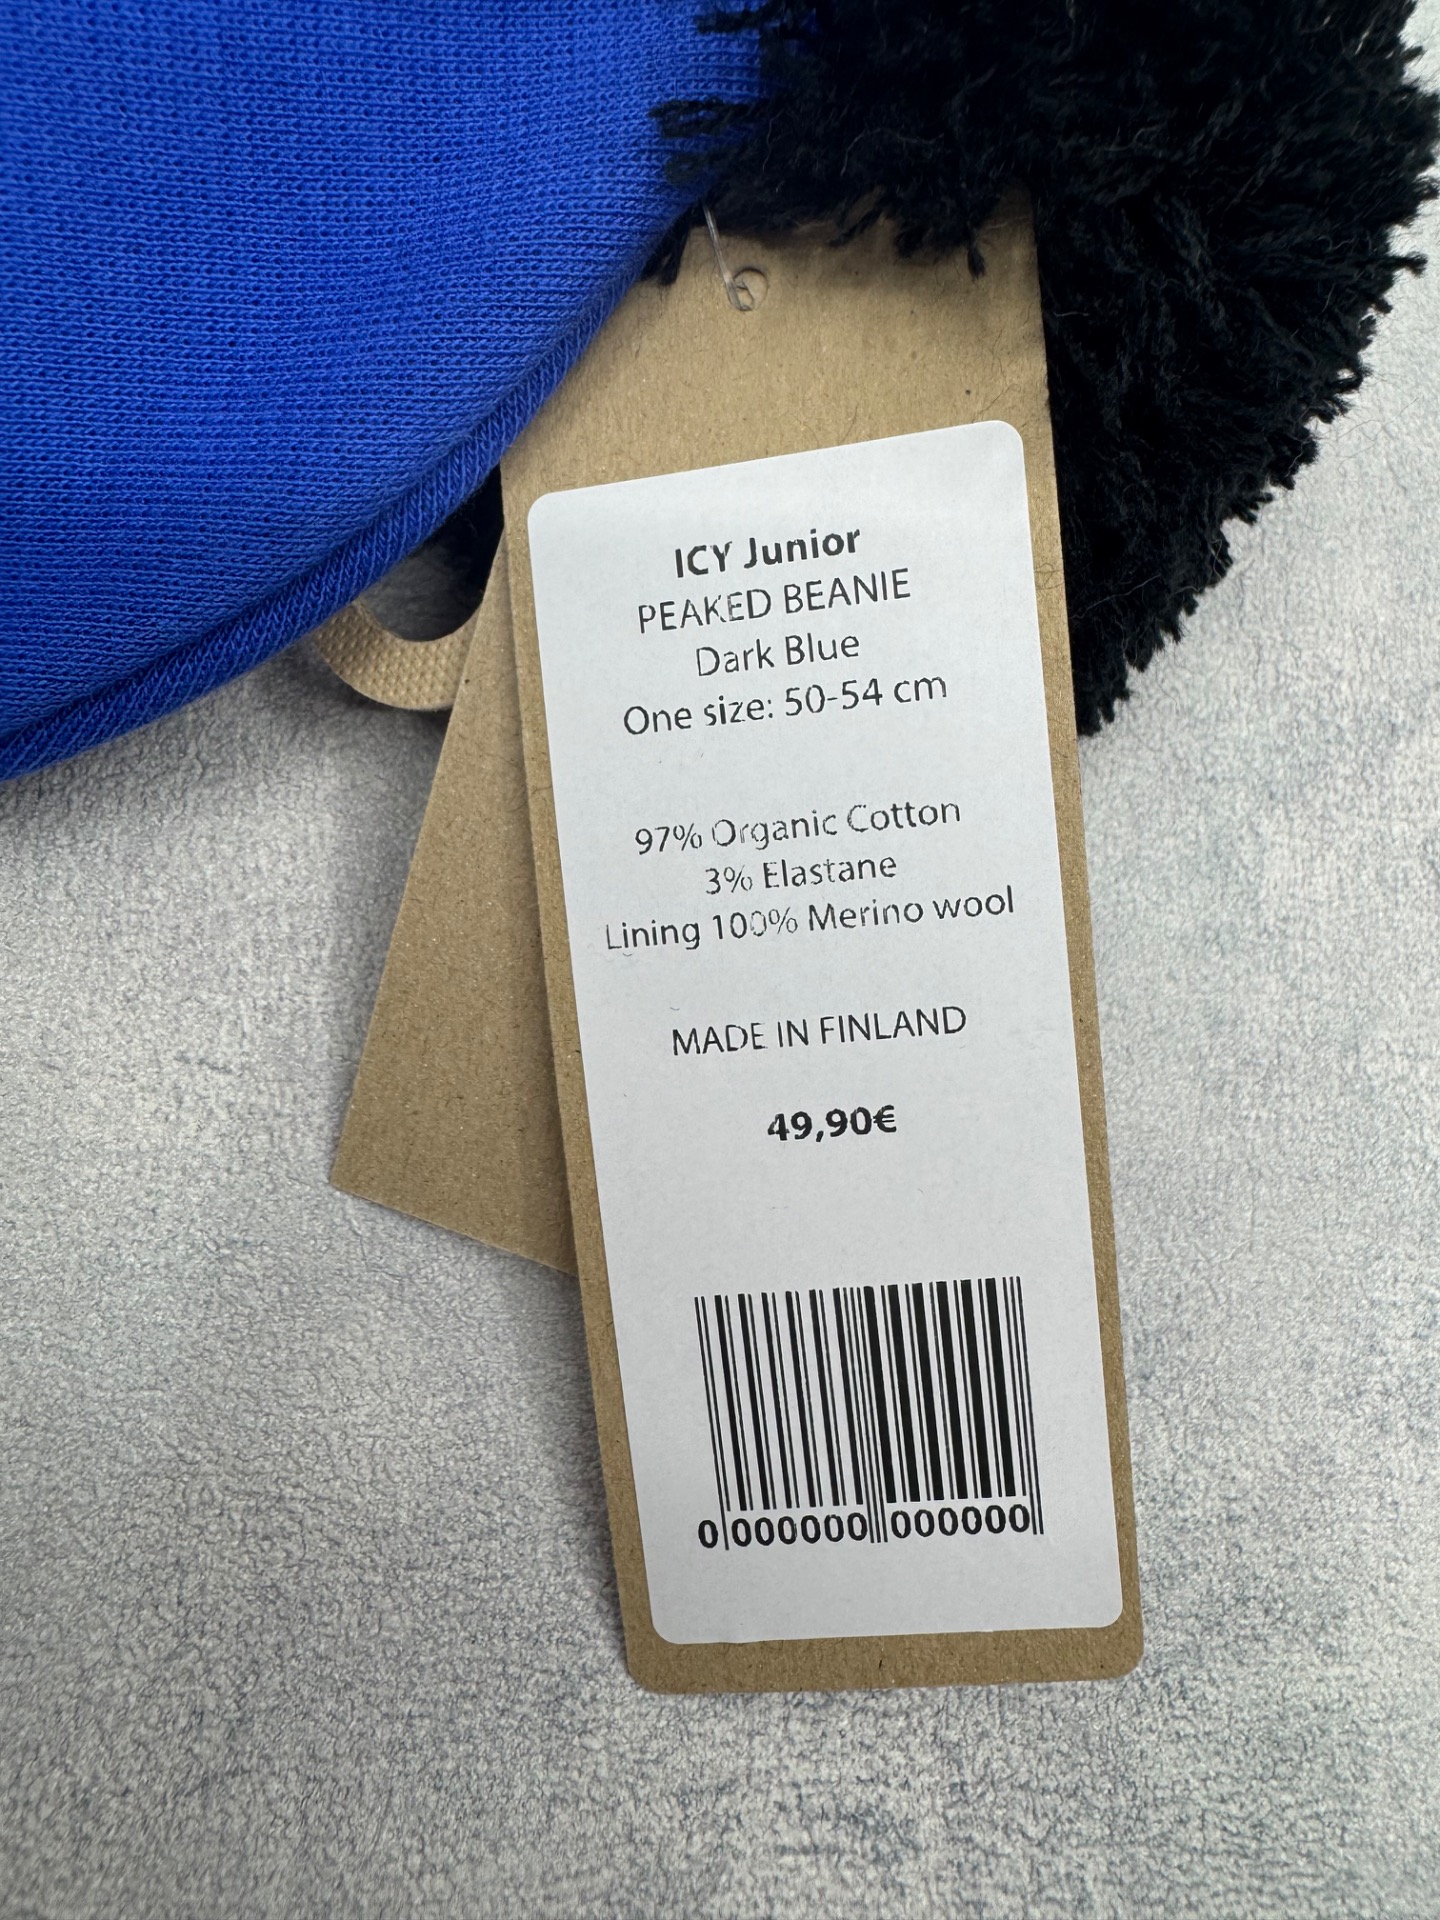 ICY Junior
PEAKED BEANIE
Dark Blue
One size: 50-54 cm
97% Organic Cotton
3% Elastane
Lining 100% Merino wool
MADE IN FINLAND
49,90€
0 000000 000000